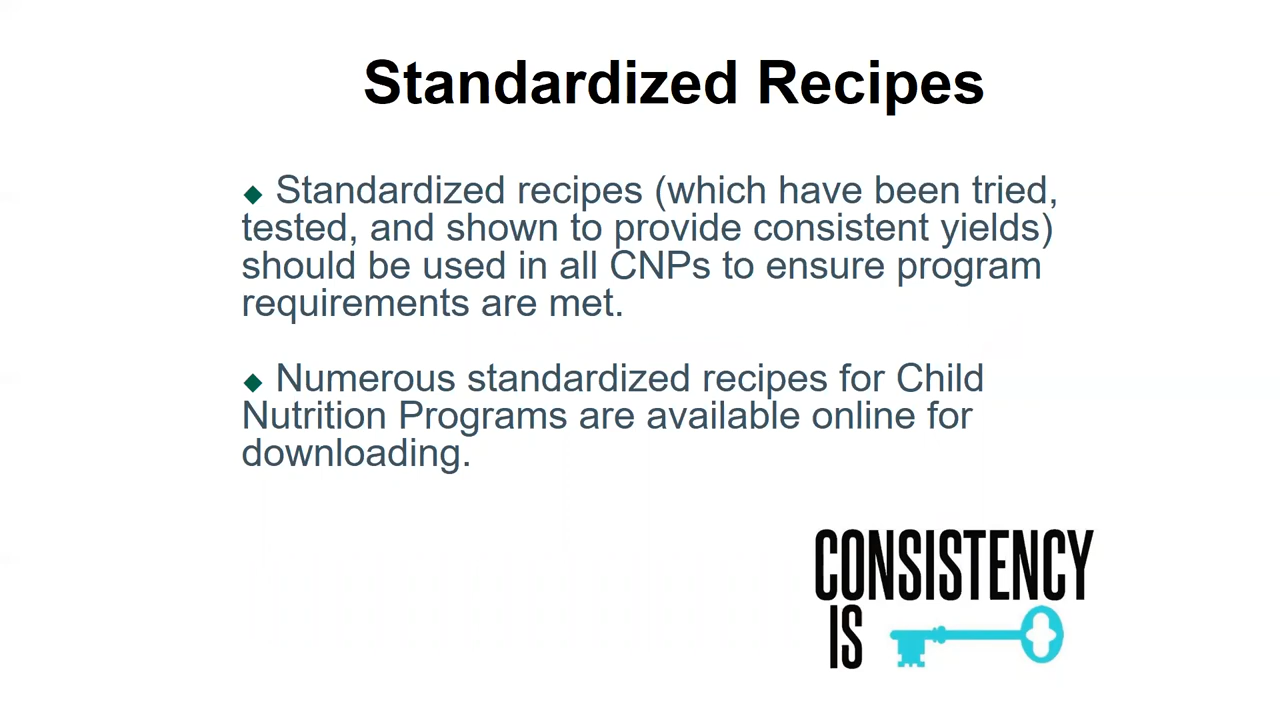 Standardized Recipes
◆ Standardized recipes (which have been tried,
tested, and shown to provide consistent yields)
should be used in all CNPs to ensure program
requirements are met.
◆ Numerous standardized recipes for Child
Nutrition Programs are available online for
downloading.
CONSISTENCY
IS